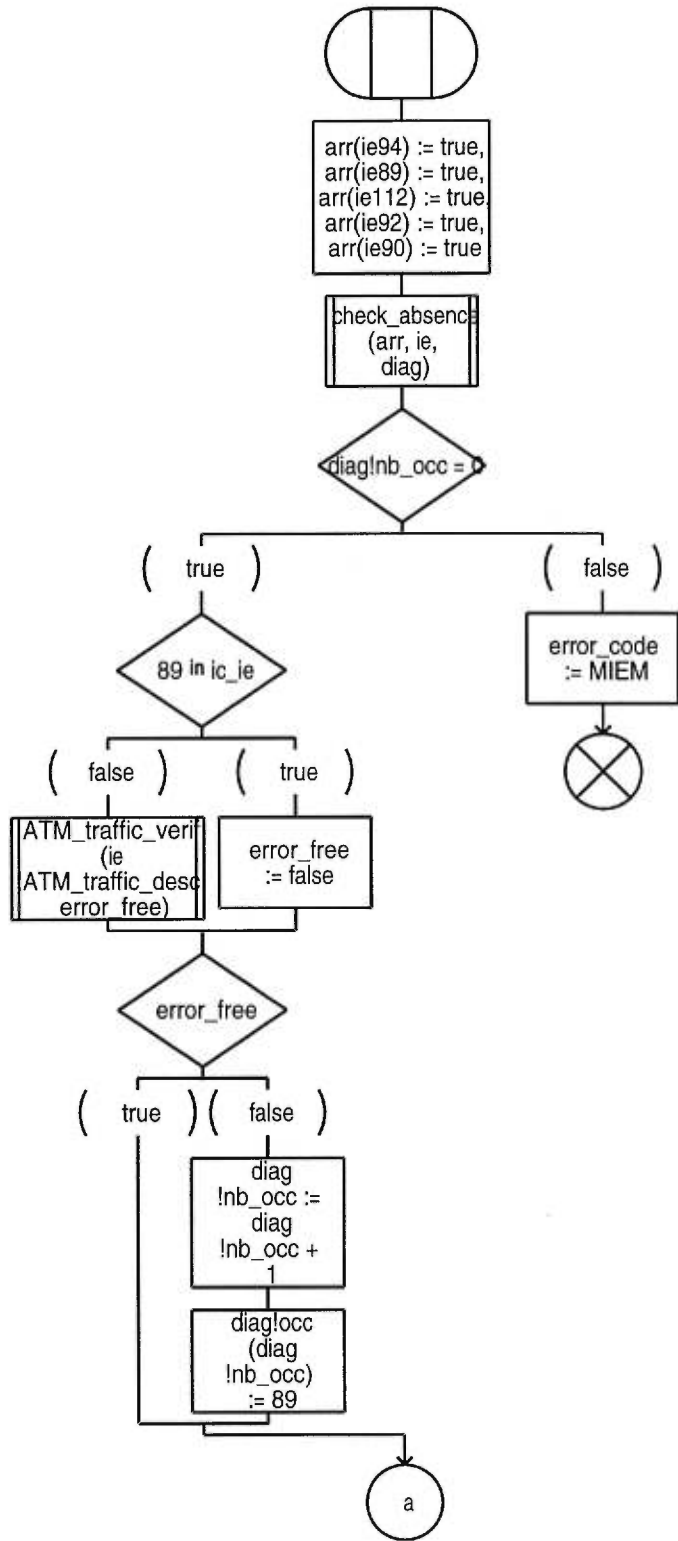 arr(ie94) := true,
arr(ie89) := true,
arr(ie112) := true,
arr(ie92) := true,
arr(ie90) := true
check_absence
(arr, ie,
diag)
diag!nb_occ = 0
( true )
( false )
89 in ic_ie
error_code
:= MIEM
( false )
( true )
ATM_traffic_verif
(ie
ATM_traffic_desc
error_free)
error_free
:= false
error_free
( true )
( false )
diag
!nb_occ :=
diag
!nb_occ +
1
diag!occ
(diag
!nb_occ)
:= 89
a